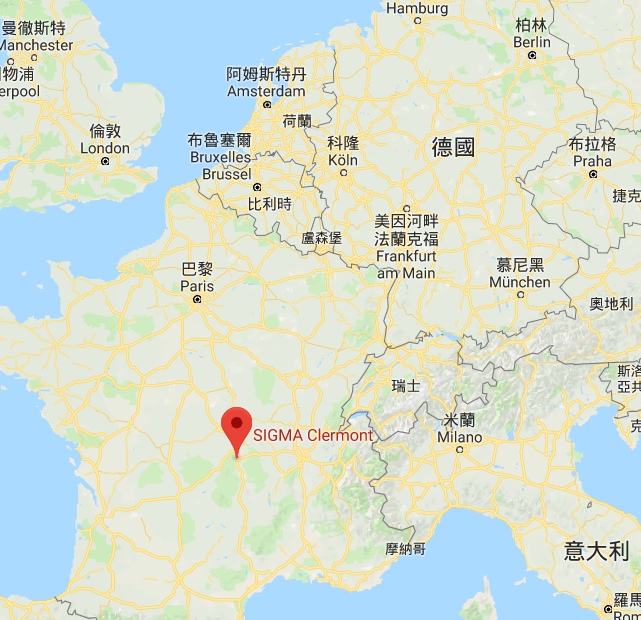 Hamburg
曼徹斯特
Manchester
柏林
Berlin
物浦
erpool
阿姆斯特丹
Amsterdam
荷蘭
倫敦
London
布魯塞爾
Bruxelles
Brussel
科隆
Köln
德國
布拉格
Praha
比利時
捷克
美因河畔
法蘭克福
Frankfurt
am Main
盧森堡
巴黎
Paris
慕尼黑
München
奧地利
瑞士
斯洛
亞共
克
米蘭
Milano
SIGMA Clermont
摩納哥
意大利
羅馬
Rom